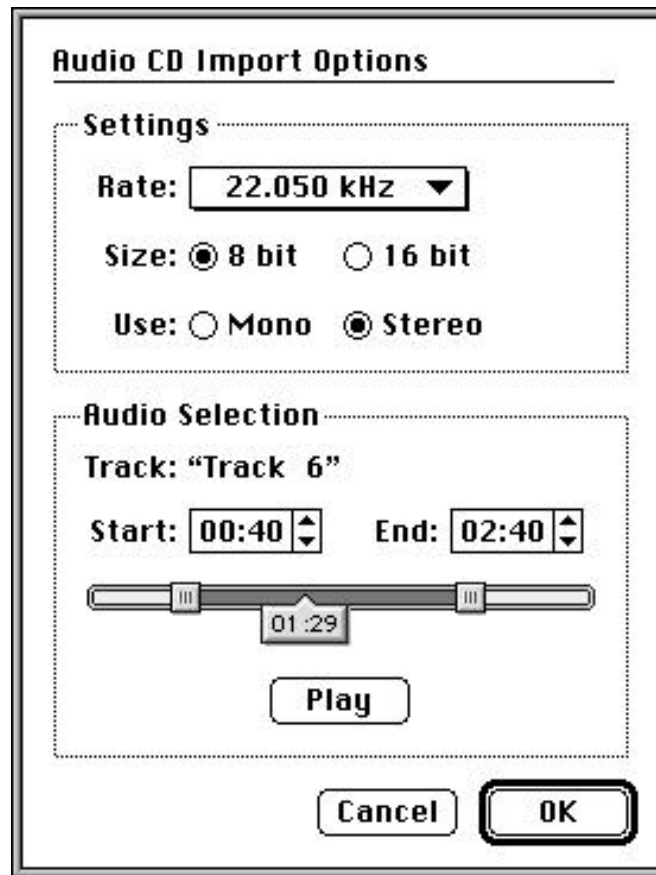 Audio CD Import Options
Settings
Rate: 22.050 kHz
Size: 8 bit 16 bit
Use: Mono Stereo
Audio Selection
Track: “Track 6”
Start: 00:40 End: 02:40
01:29
Play
Cancel OK